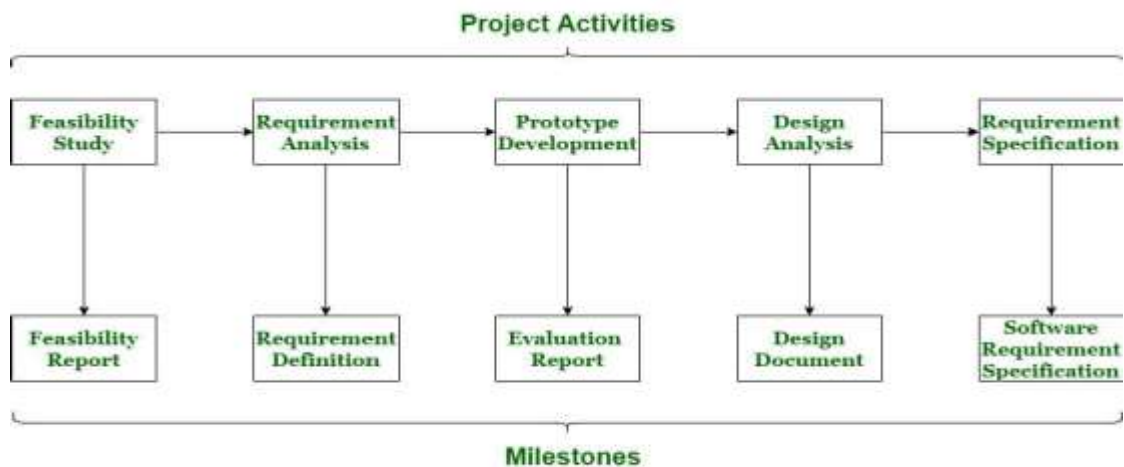 Project Activities
Feasibility
Study
Requirement
Analysis
Prototype
Development
Design
Analysis
Requirement
Specification
Feasibility
Report
Requirement
Definition
Evaluation
Report
Design
Document
Software
Requirement
Specification
Milestones